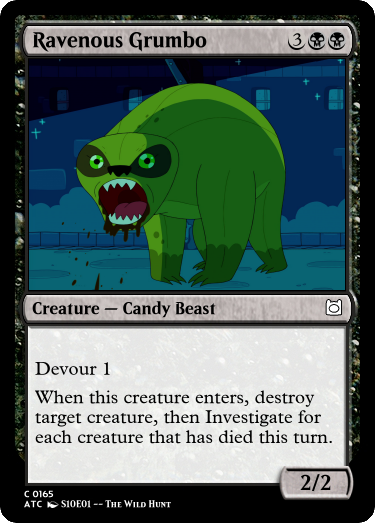 Ravenous Grumbo 3
Creature — Candy Beast
Devour 1
When this creature enters, destroy
target creature, then Investigate for
each creature that has died this turn.
2/2
C 0165
ATC S10E01 -- The Wild Hunt